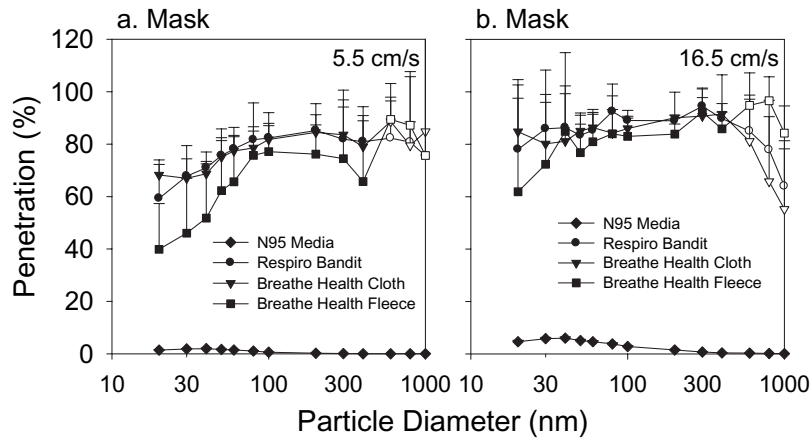 a. Mask
b. Mask
Penetration (%)
120
100
80
60
40
20
0
5.5 cm/s
N95 Media
Respiro Bandit
Breathe Health Cloth
Breathe Health Fleece
16.5 cm/s
N95 Media
Respiro Bandit
Breathe Health Cloth
Breathe Health Fleece
10 30 100 300 1000
10 30 100 300 1000
Particle Diameter (nm)